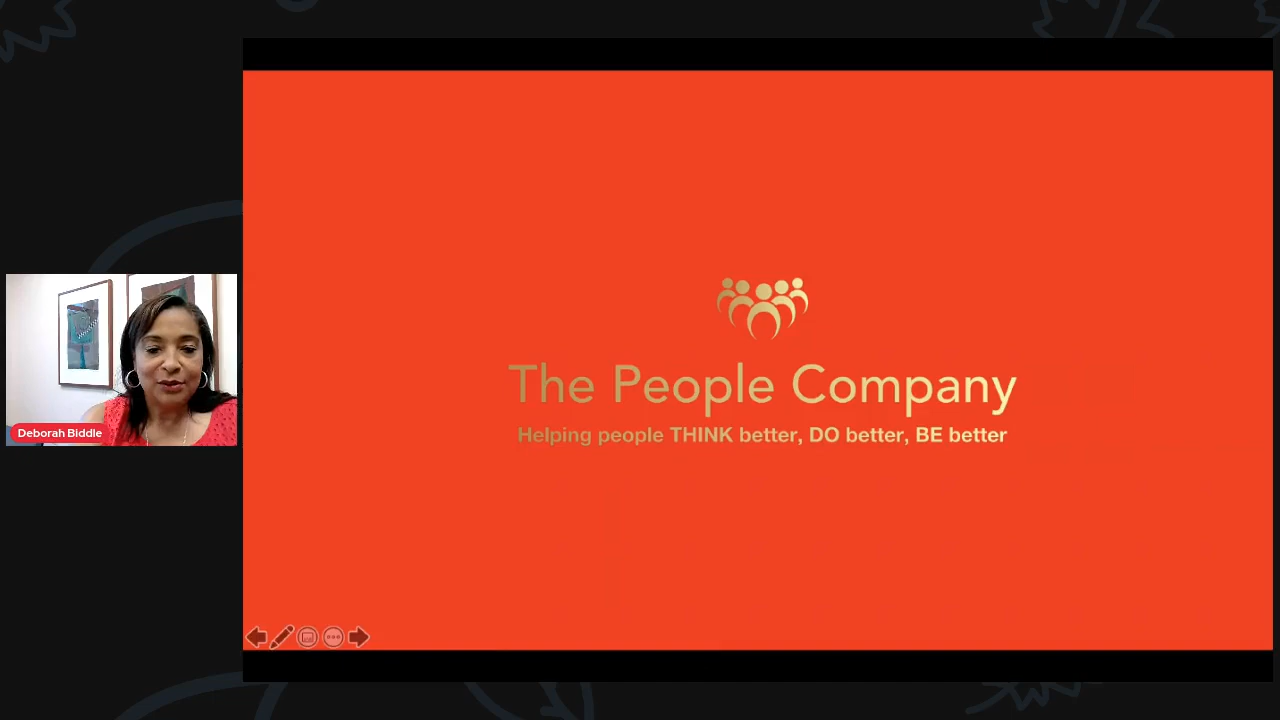 Deborah Biddle
The People Company
Helping people THINK better, DO better, BE better